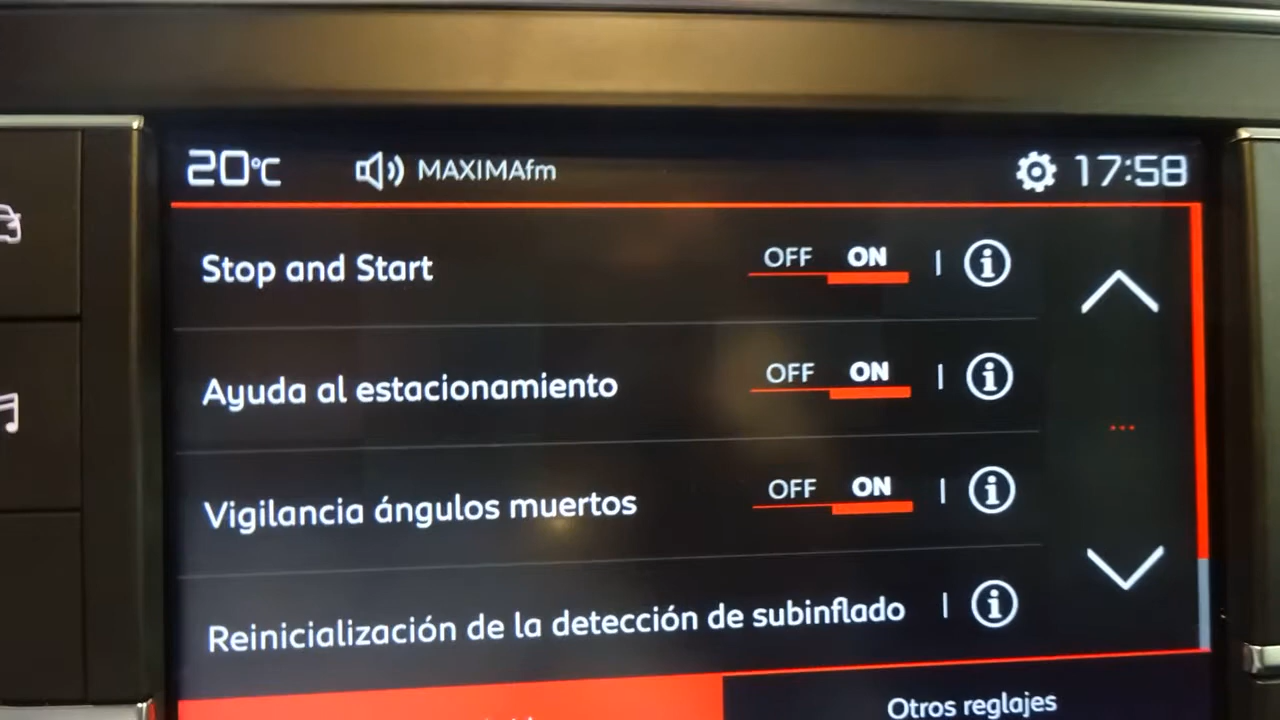 20°C MAXIMAfm 17:58
Stop and Start OFF ON
Ayuda al estacionamiento OFF ON
Vigilancia ángulos muertos OFF ON
Reinicialización de la detección de subinflado
Otros reglajes